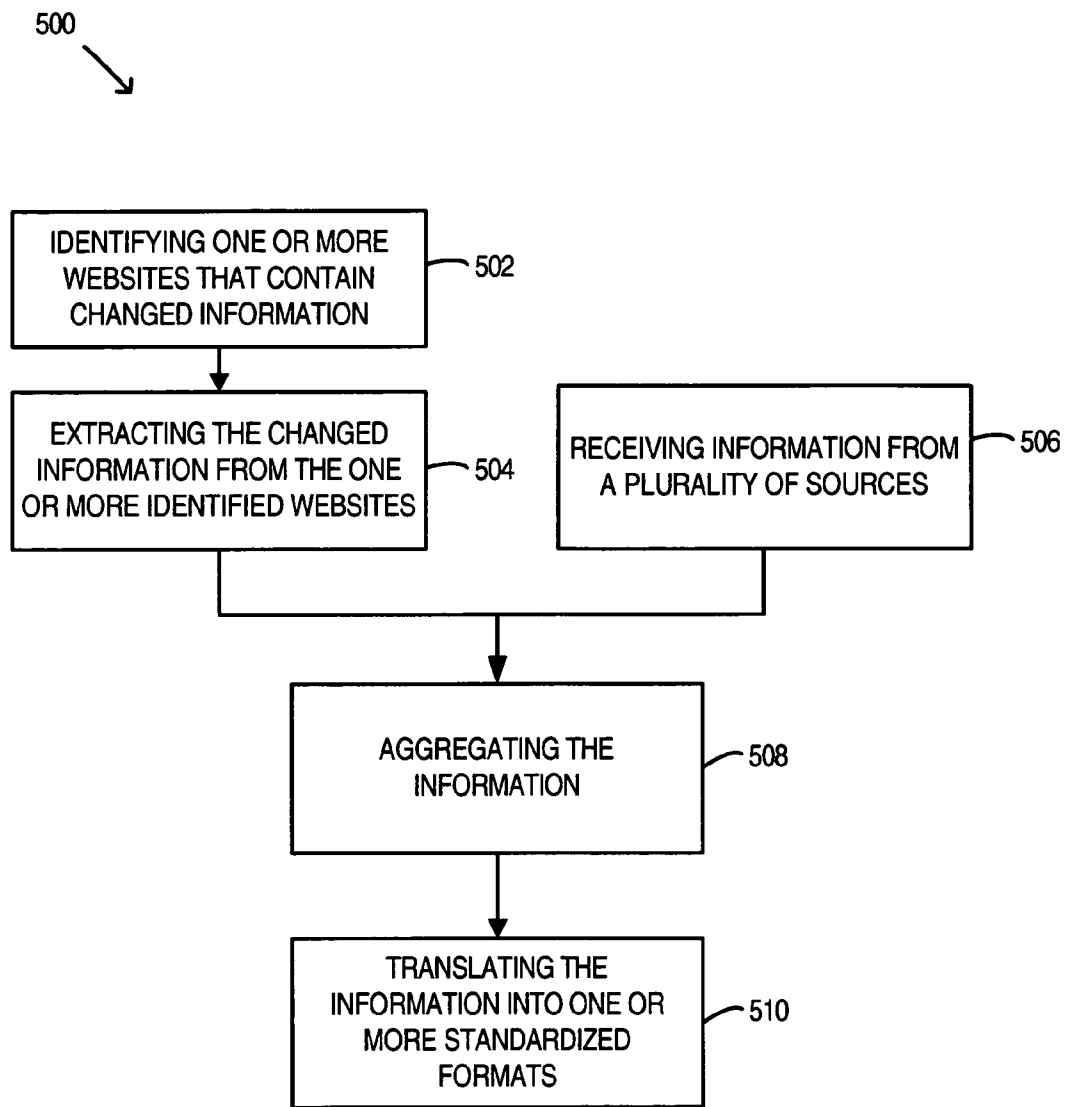 500
IDENTIFYING ONE OR MORE
WEBSITES THAT CONTAIN
CHANGED INFORMATION
502
EXTRACTING THE CHANGED
INFORMATION FROM THE ONE
OR MORE IDENTIFIED WEBSITES
504
RECEIVING INFORMATION FROM
A PLURALITY OF SOURCES
506
AGGREGATING THE
INFORMATION
508
TRANSLATING THE
INFORMATION INTO ONE OR
MORE STANDARDIZED
FORMATS
510